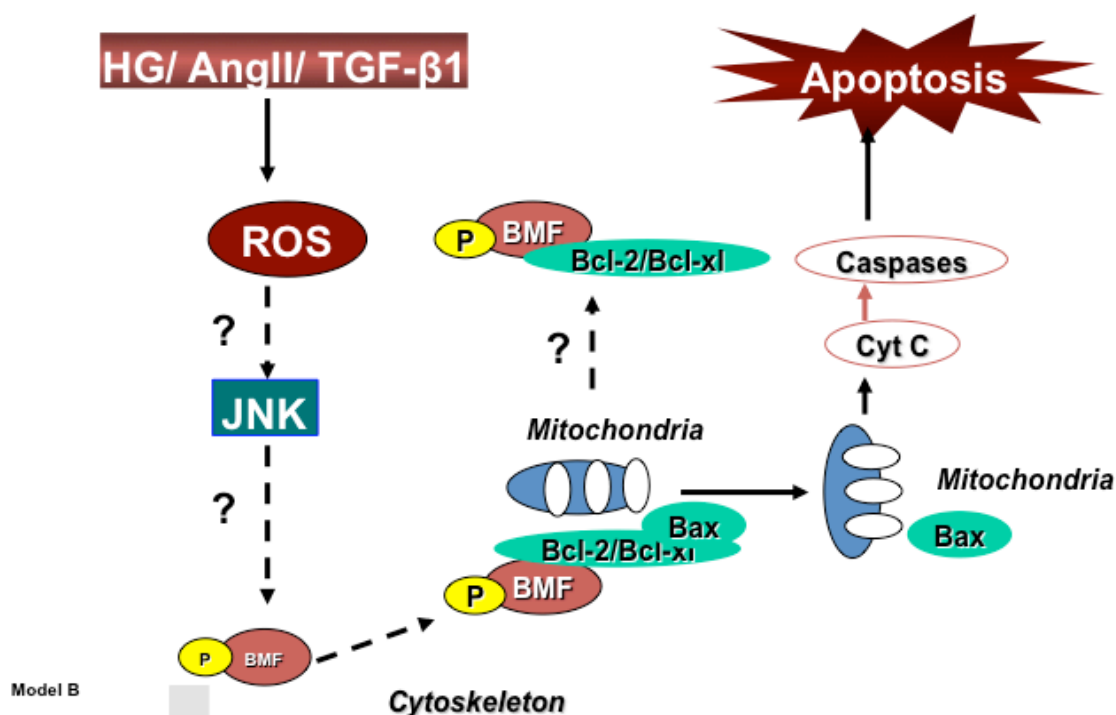 HG/ AngII/ TGF-β1
Apoptosis
ROS
P
BMF
Bcl-2/Bcl-xl
Caspases
?
?
Cyt C
JNK
Mitochondria
?
Mitochondria
Bax
Bax
Bcl-2/Bcl-xl
P
BMF
P
BMF
Model B
Cytoskeleton